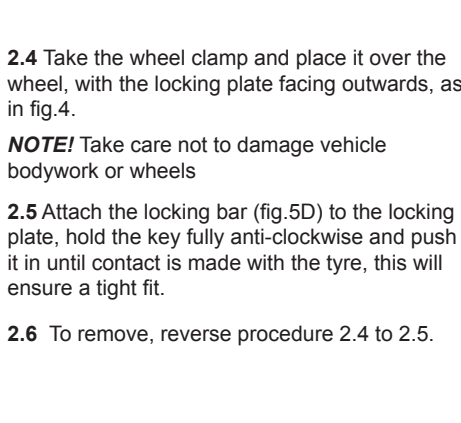 2.4 Take the wheel clamp and place it over the
wheel, with the locking plate facing outwards, as
in fig.4.
NOTE! Take care not to damage vehicle
bodywork or wheels
2.5 Attach the locking bar (fig.5D) to the locking
plate, hold the key fully anti-clockwise and push
it in until contact is made with the tyre, this will
ensure a tight fit.
2.6 To remove, reverse procedure 2.4 to 2.5.